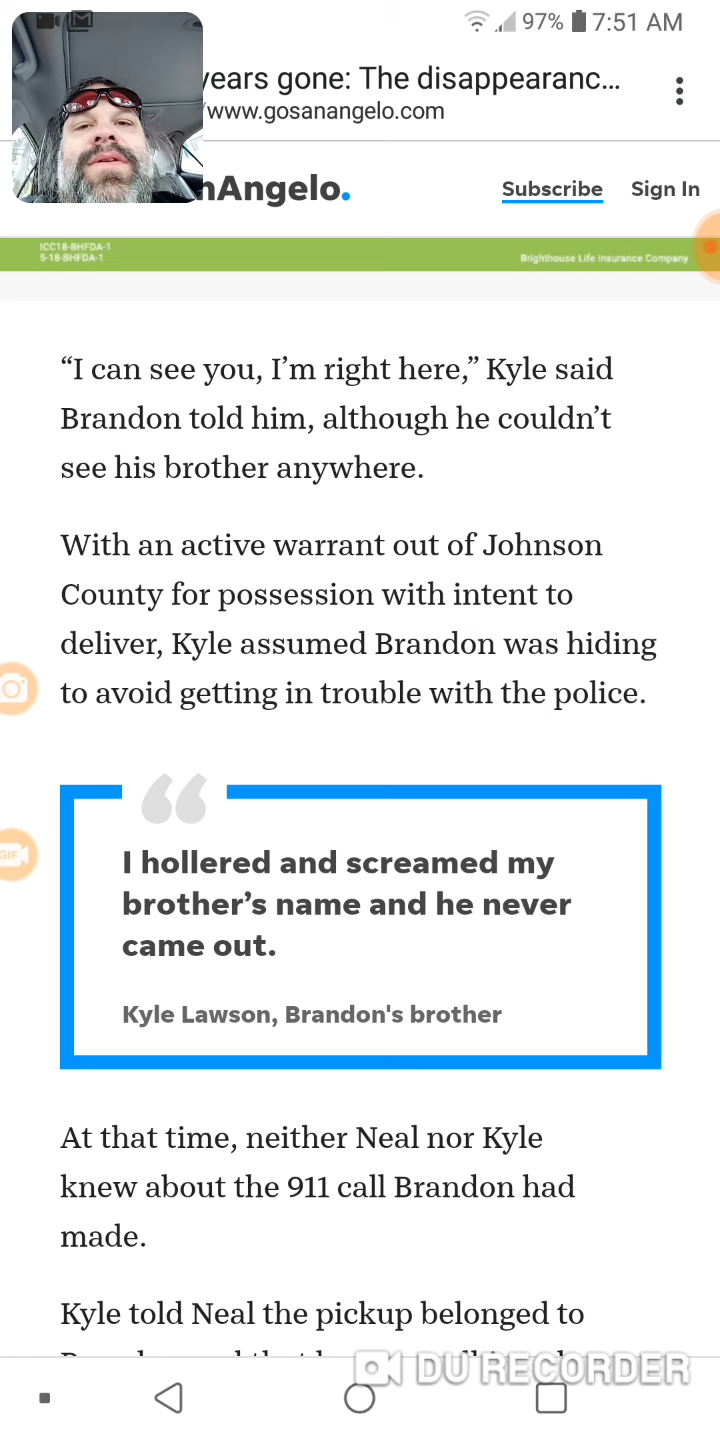 97% 7:51 AM
years gone: The disappearanc...
/www.gosanangelo.com
nAngelo.
Subscribe Sign In
ICC18-BHFDA-1
5-18-BHFDA-1
Brighthouse Life Insurance Company
“I can see you, I’m right here,” Kyle said
Brandon told him, although he couldn’t
see his brother anywhere.
With an active warrant out of Johnson
County for possession with intent to
deliver, Kyle assumed Brandon was hiding
to avoid getting in trouble with the police.
GIF
“
I hollered and screamed my
brother’s name and he never
came out.
Kyle Lawson, Brandon's brother
At that time, neither Neal nor Kyle
knew about the 911 call Brandon had
made.
Kyle told Neal the pickup belonged to
DU RECORDER